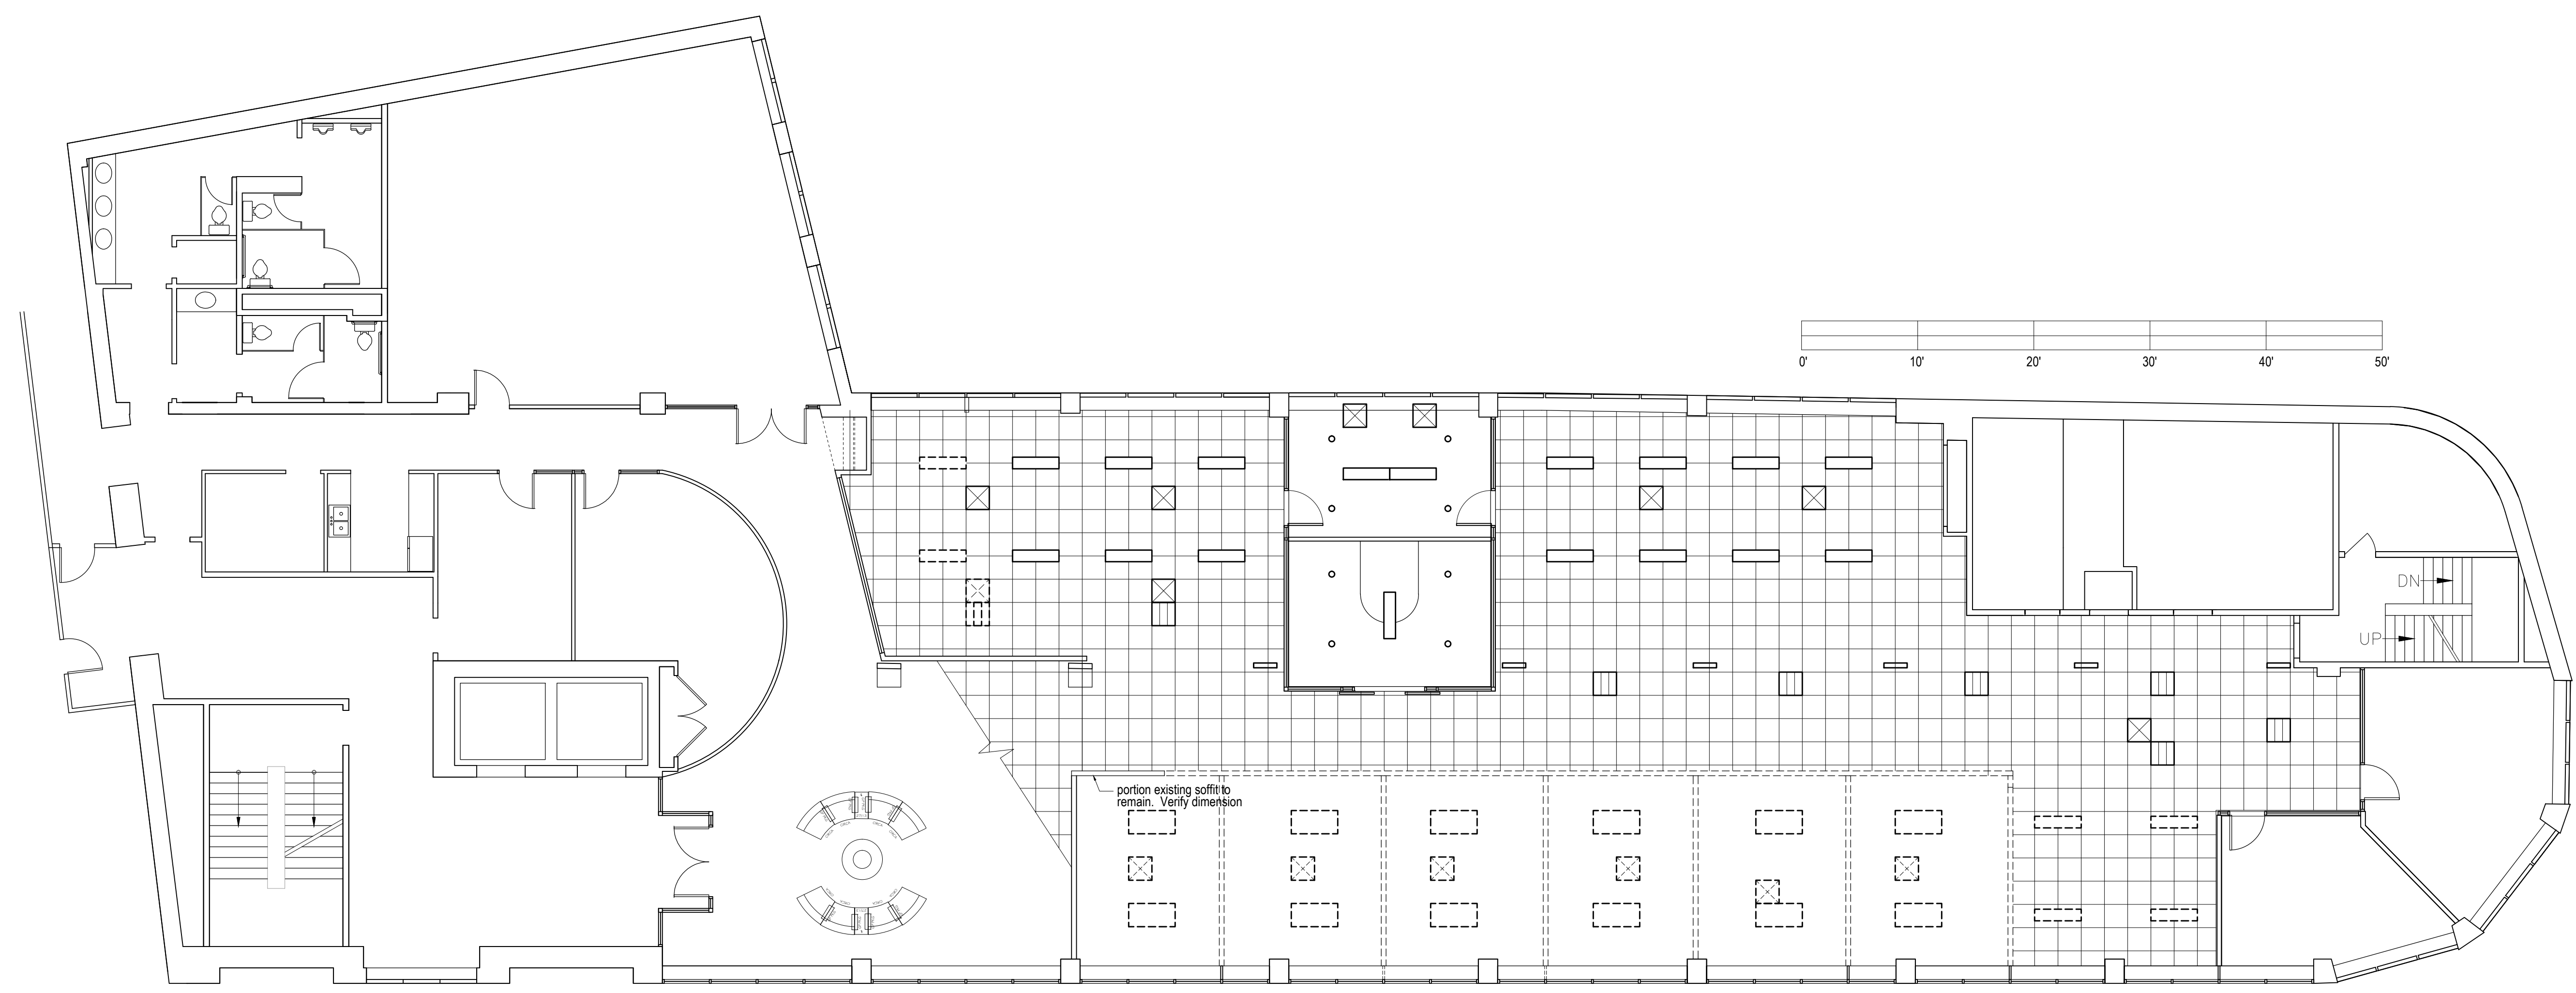 0' 10' 20' 30' 40' 50'
DN
UP
portion existing soffit to
remain. Verify dimension